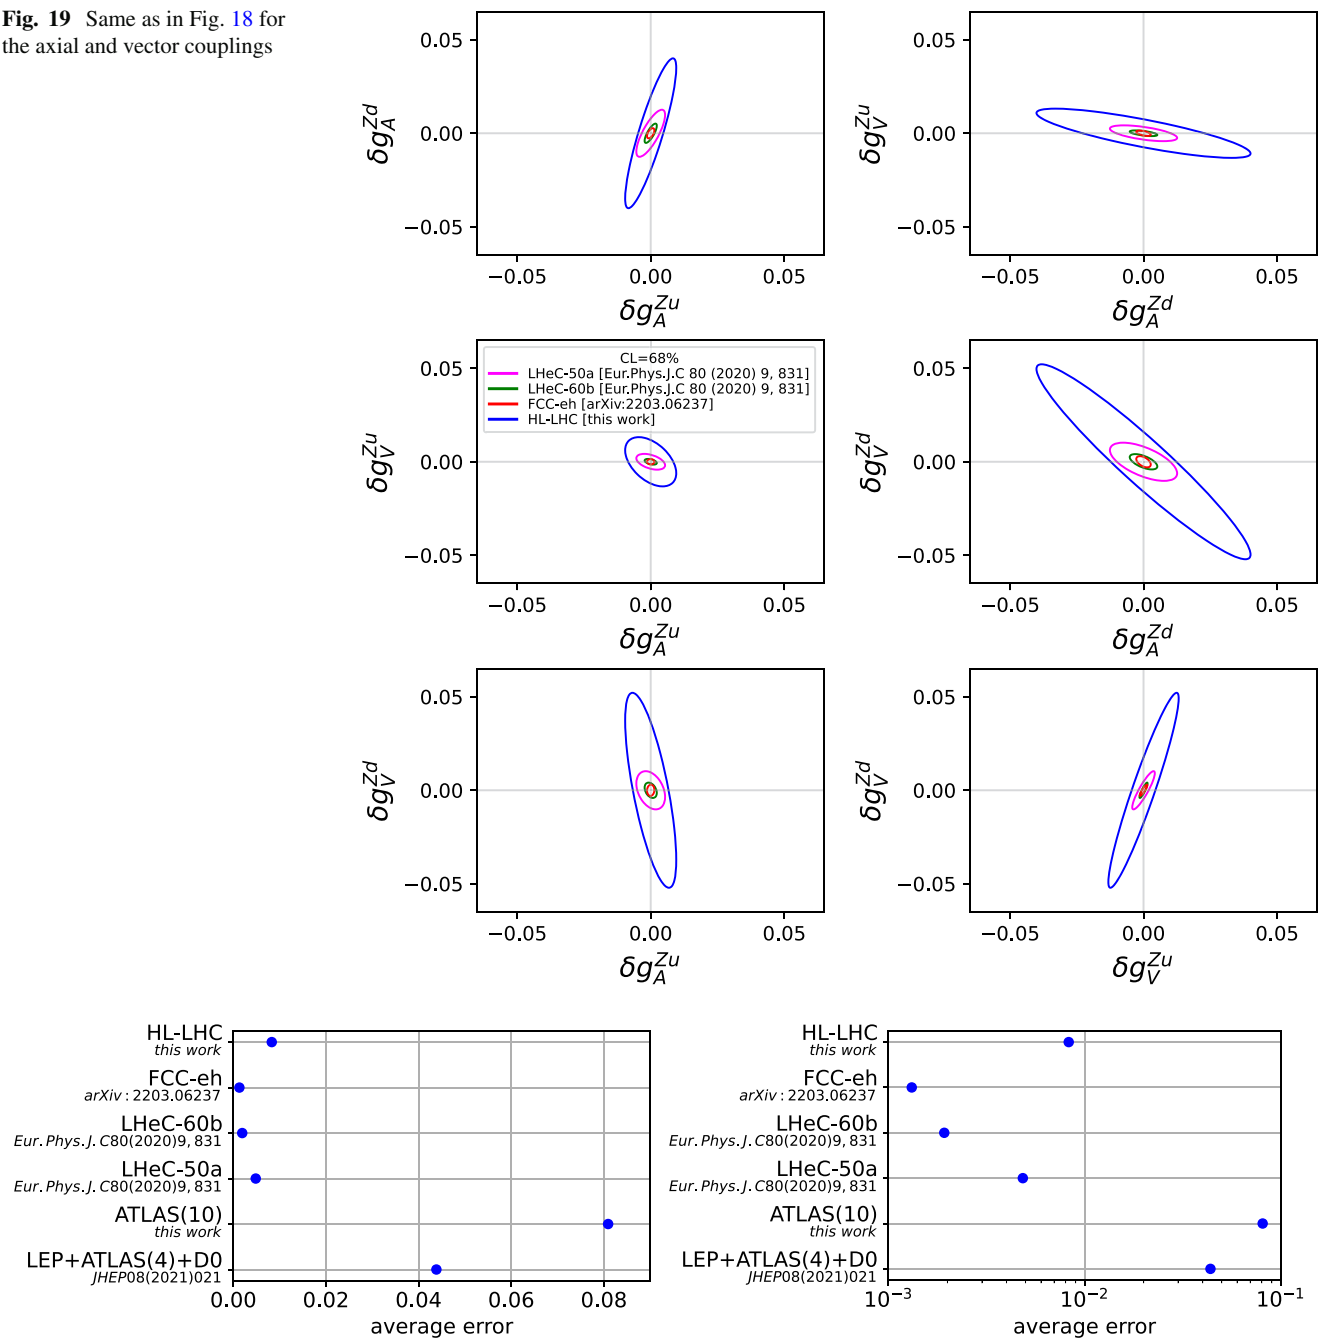 Fig. 19 Same as in Fig. 18 for
the axial and vector couplings
0.05
0.00
−0.05
δg_A^{Zd}
−0.05 0.00 0.05
δg_A^{Zu}
0.05
0.00
−0.05
δg_V^{Zu}
−0.05 0.00 0.05
δg_A^{Zd}
0.05
0.00
−0.05
δg_V^{Zu}
CL=68%
LHeC-50a [Eur.Phys.J.C 80 (2020) 9, 831]
LHeC-60b [Eur.Phys.J.C 80 (2020) 9, 831]
FCC-eh [arXiv:2203.06237]
HL-LHC [this work]
−0.05 0.00 0.05
δg_A^{Zu}
0.05
0.00
−0.05
δg_V^{Zd}
−0.05 0.00 0.05
δg_A^{Zd}
0.05
0.00
−0.05
δg_V^{Zd}
−0.05 0.00 0.05
δg_A^{Zu}
0.05
0.00
−0.05
δg_V^{Zd}
−0.05 0.00 0.05
δg_V^{Zu}
HL-LHC
this work
FCC-eh
arXiv : 2203.06237
LHeC-60b
Eur. Phys. J. C80(2020)9, 831
LHeC-50a
Eur. Phys. J. C80(2020)9, 831
ATLAS(10)
this work
LEP+ATLAS(4)+D0
JHEP08(2021)021
0.00 0.02 0.04 0.06 0.08
average error
HL-LHC
this work
FCC-eh
arXiv : 2203.06237
LHeC-60b
Eur. Phys. J. C80(2020)9, 831
LHeC-50a
Eur. Phys. J. C80(2020)9, 831
ATLAS(10)
this work
LEP+ATLAS(4)+D0
JHEP08(2021)021
10^{−3} 10^{−2} 10^{−1}
average error